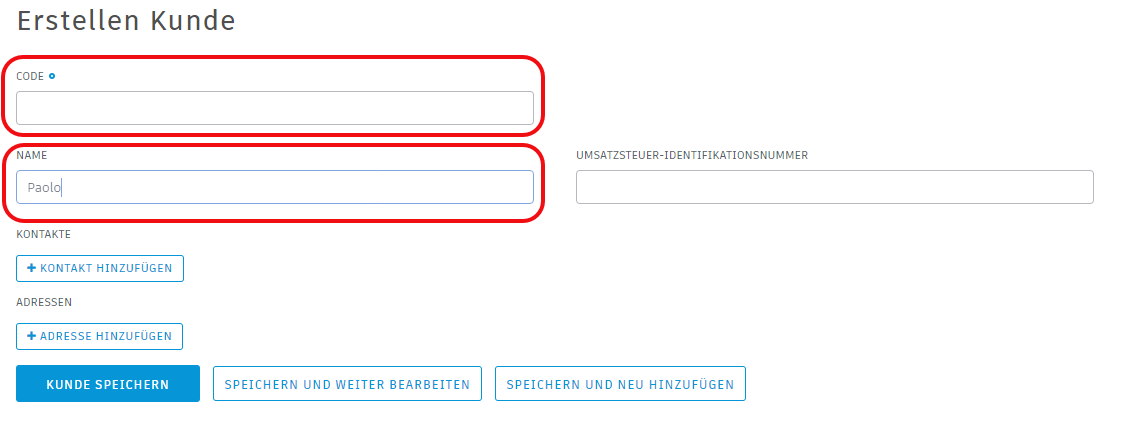 Erstellen Kunde
CODE
NAME
UMSATZSTEUER-IDENTIFIKATIONSNUMMER
Paolo
KONTAKTE
+ KONTAKT HINZUFÜGEN
ADRESSEN
+ ADRESSE HINZUFÜGEN
KUNDE SPEICHERN
SPEICHERN UND WEITER BEARBEITEN
SPEICHERN UND NEU HINZUFÜGEN